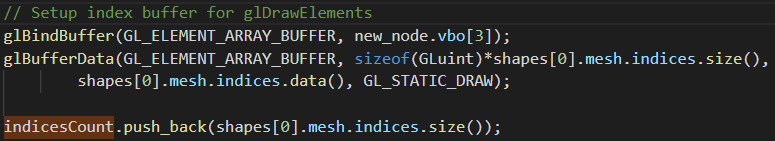 // Setup index buffer for glDrawElements
glBindBuffer(GL_ELEMENT_ARRAY_BUFFER, new_node.vbo[3]);
glBufferData(GL_ELEMENT_ARRAY_BUFFER, sizeof(GLuint)*shapes[0].mesh.indices.size(),
shapes[0].mesh.indices.data(), GL_STATIC_DRAW);
indicesCount.push_back(shapes[0].mesh.indices.size());